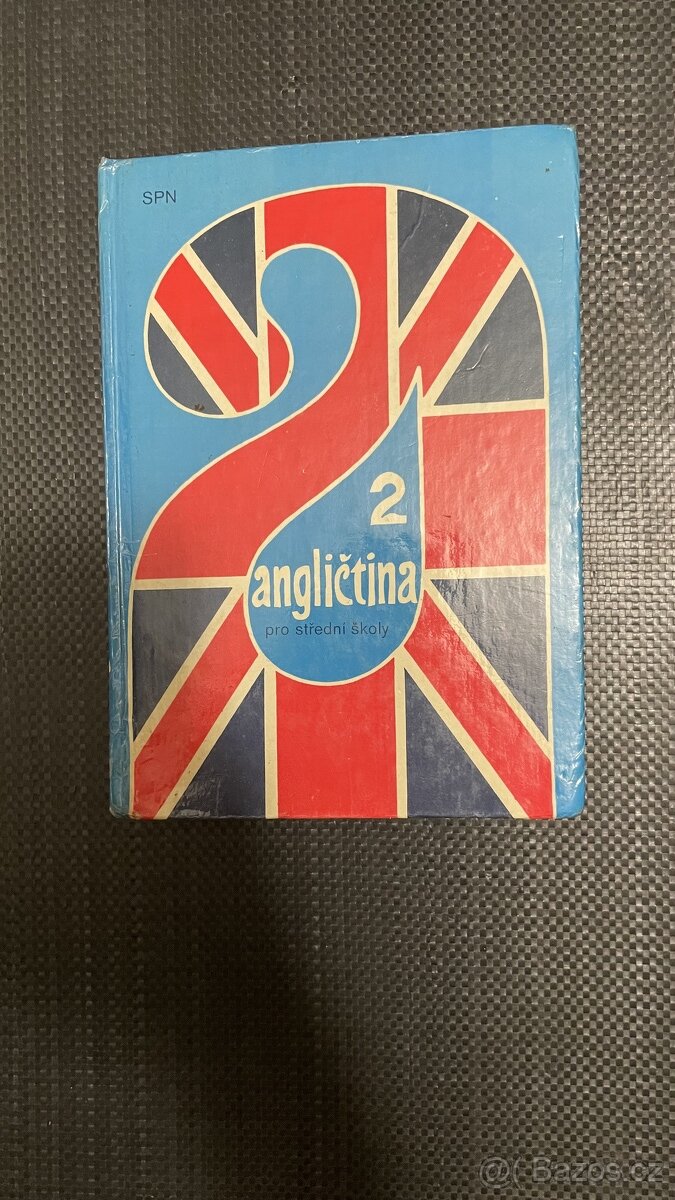 SPN
2
angličtina
pro střední školy
@( Bazos.cz